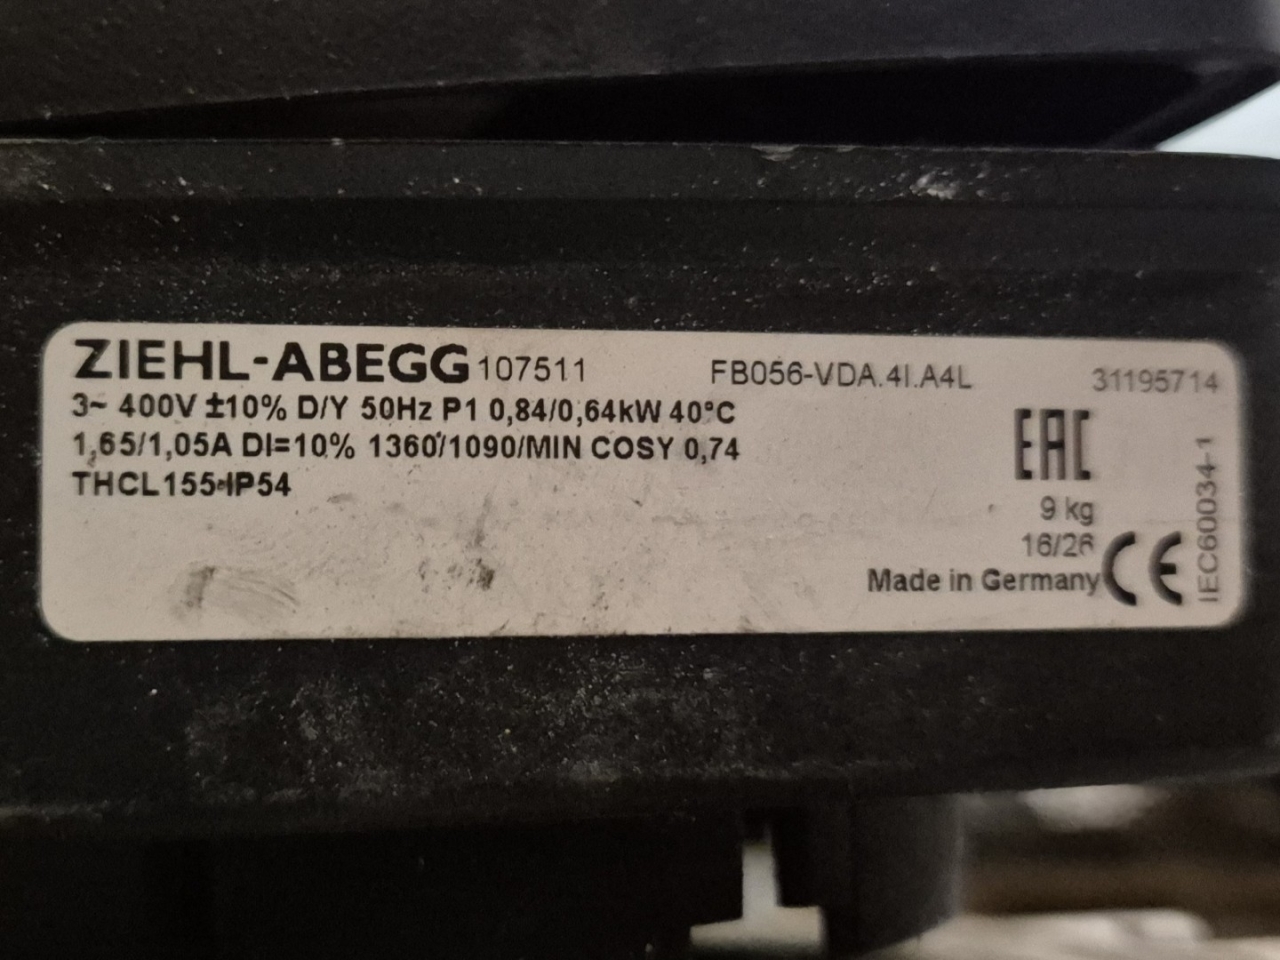 ZIEHL-ABEGG 107511 FB056-VDA.4I.A4L 31195714
3~ 400V ±10% D/Y 50Hz P1 0,84/0,64kW 40°C
1,65/1,05A DI=10% 1360/1090/MIN COSY 0,74
THCL155 IP54
EAC
9 kg
16/26
Made in Germany CE
IEC60034-1